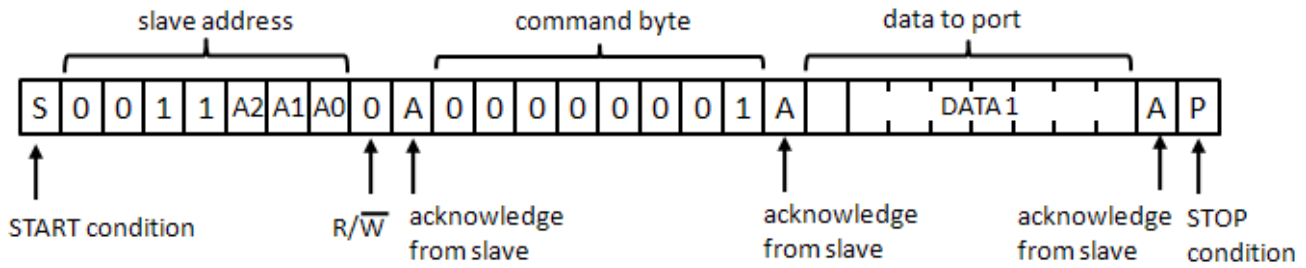 slave address command byte data to port
S 0 0 1 1 A2 A1 A0 0 A 0 0 0 0 0 0 0 1 A DATA 1 A P
START condition R/W̅ acknowledge from slave acknowledge from slave acknowledge from slave STOP condition